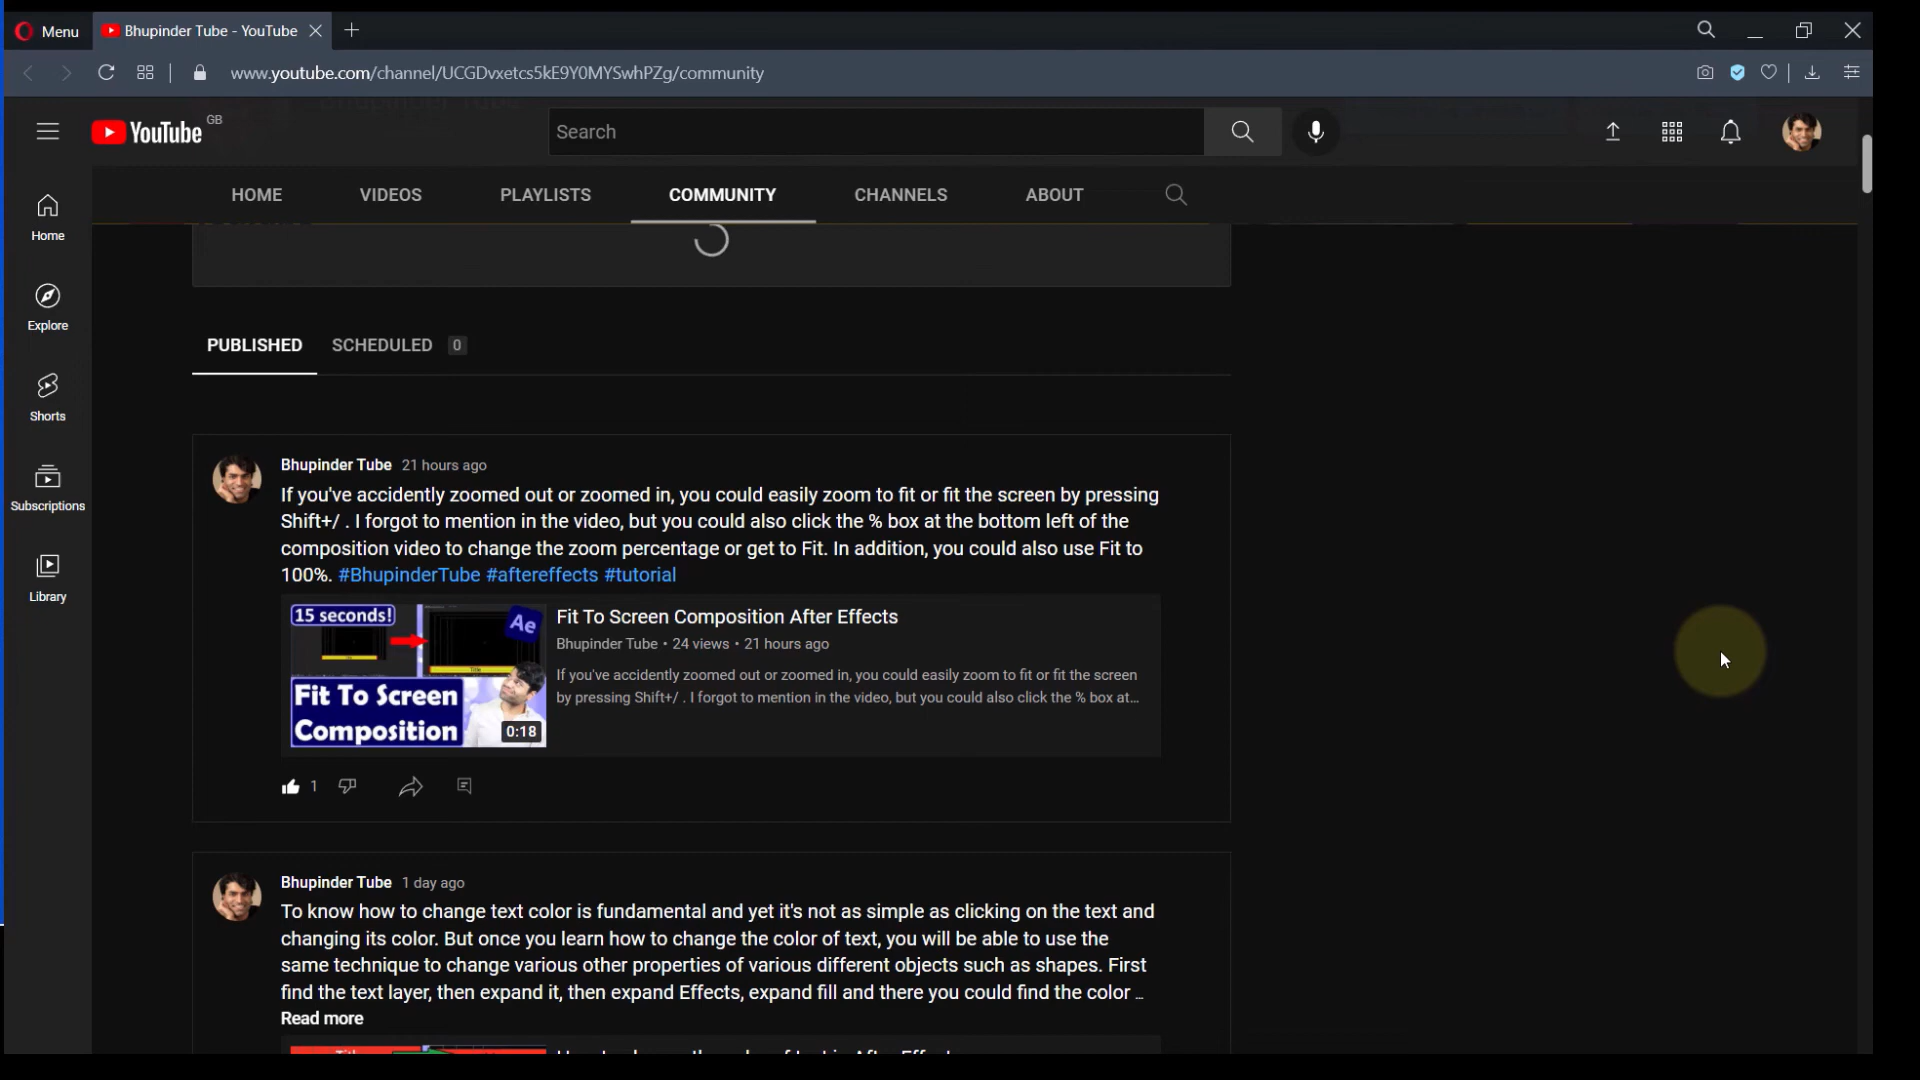 Menu
Bhupinder Tube - YouTube
www.youtube.com/channel/UCGDvxetcs5kE9Y0MYSwhPZg/community
YouTube GB
Search
HOME VIDEOS PLAYLISTS COMMUNITY CHANNELS ABOUT
Home
Explore
Shorts
Subscriptions
Library
PUBLISHED SCHEDULED 0
Bhupinder Tube 21 hours ago
If you've accidently zoomed out or zoomed in, you could easily zoom to fit or fit the screen by pressing
Shift+/ . I forgot to mention in the video, but you could also click the % box at the bottom left of the
composition video to change the zoom percentage or get to Fit. In addition, you could also use Fit to
100%. #BhupinderTube #aftereffects #tutorial
15 seconds!
Ae
Title
Title
Fit To Screen
Composition
0:18
Fit To Screen Composition After Effects
Bhupinder Tube • 24 views • 21 hours ago
If you've accidently zoomed out or zoomed in, you could easily zoom to fit or fit the screen
by pressing Shift+/ . I forgot to mention in the video, but you could also click the % box at...
1
Bhupinder Tube 1 day ago
To know how to change text color is fundamental and yet it's not as simple as clicking on the text and
changing its color. But once you learn how to change the color of text, you will be able to use the
same technique to change various other properties of various different objects such as shapes. First
find the text layer, then expand it, then expand Effects, expand fill and there you could find the color ...
Read more